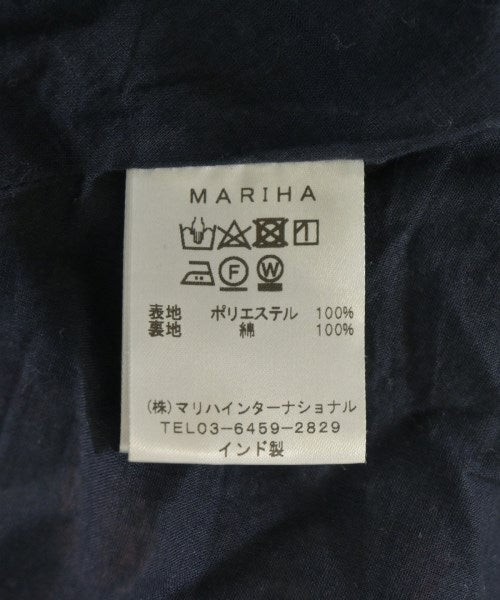 MARIHA
F W
表地 ポリエステル 100%
裏地 綿 100%
(株)マリハインターナショナル
TEL03-6459-2829
インド製